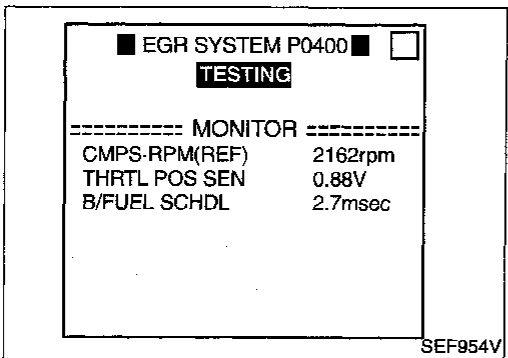 EGR SYSTEM P0400
TESTING
========== MONITOR ==========
CMPS-RPM(REF) 2162rpm
THRTL POS SEN 0.88V
B/FUEL SCHDL 2.7msec
SEF954V